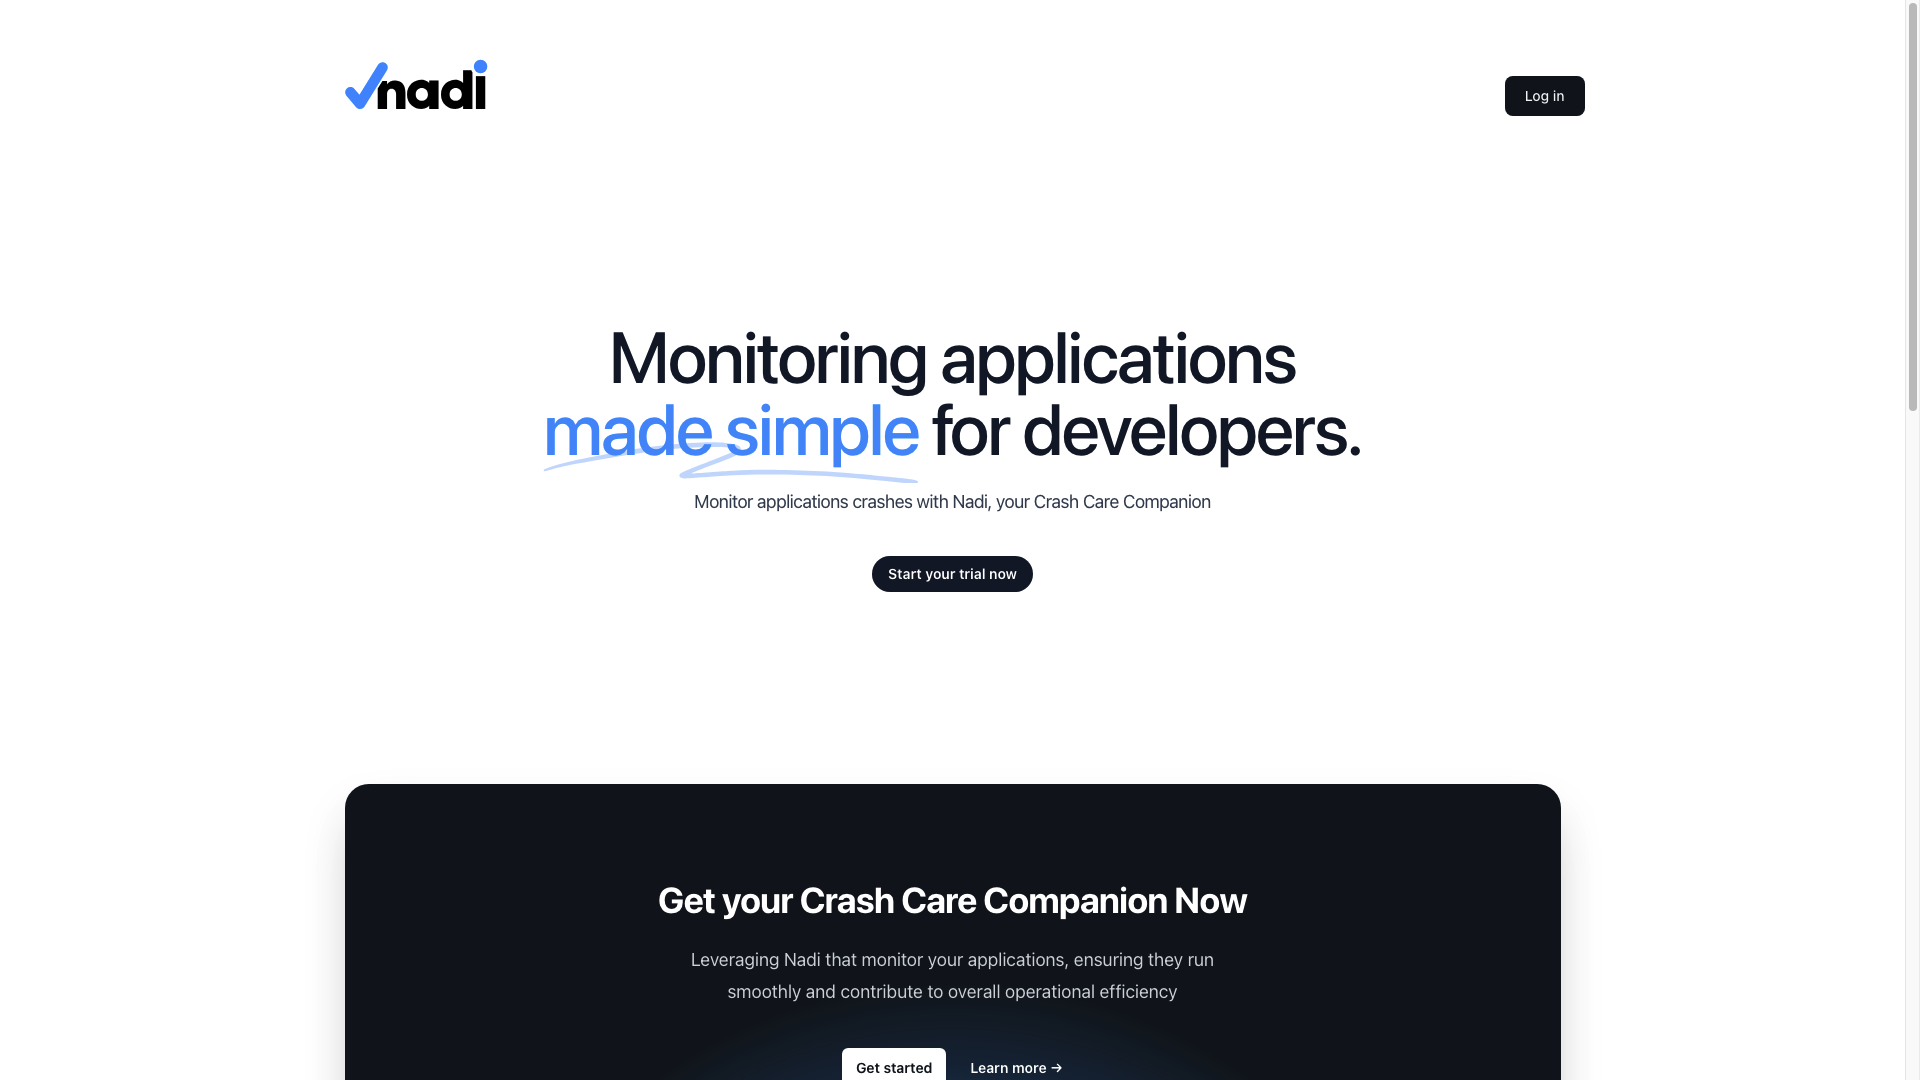 nadi
Log in
Monitoring applications
made simple for developers.
Monitor applications crashes with Nadi, your Crash Care Companion
Start your trial now
Get your Crash Care Companion Now
Leveraging Nadi that monitor your applications, ensuring they run
smoothly and contribute to overall operational efficiency
Get started
Learn more →